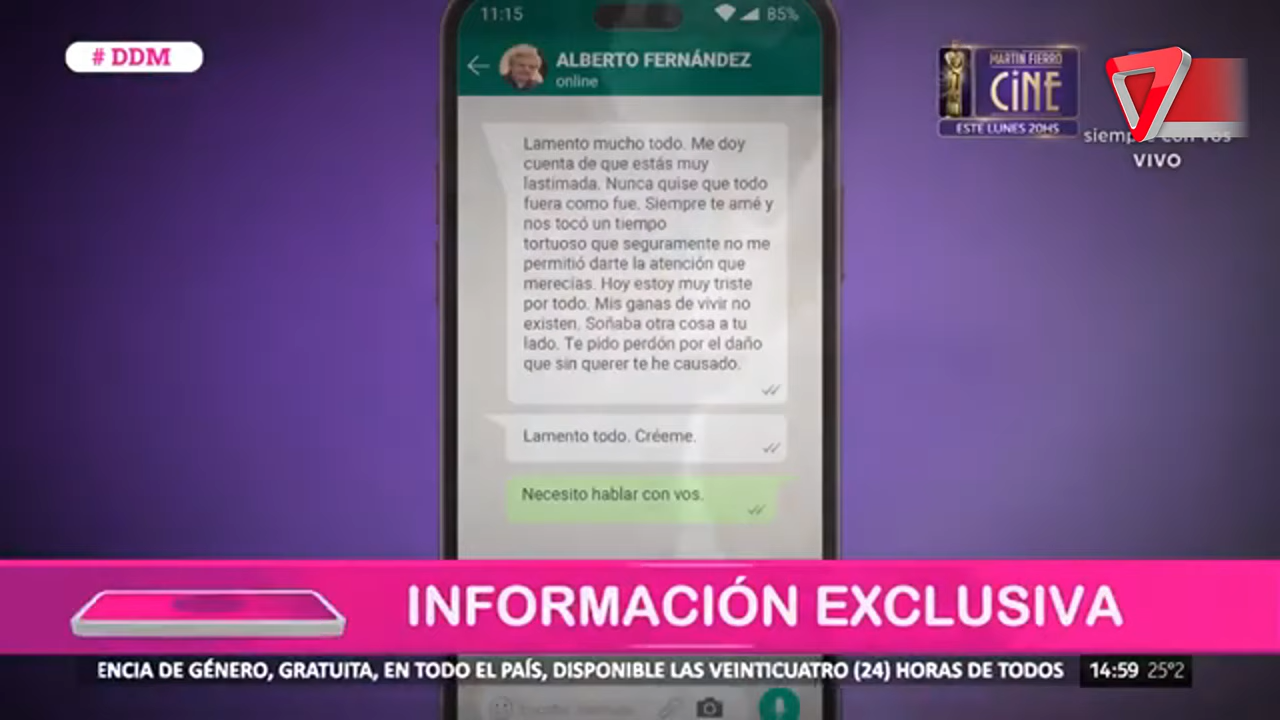 11:15
85%
# DDM
ALBERTO FERNÁNDEZ
online
MARTIN FIERRO
CiNE
ESTE LUNES 20HS
siempre con vos
VIVO
Lamento mucho todo. Me doy
cuenta de que estás muy
lastimada. Nunca quise que todo
fuera como fue. Siempre te amé y
nos tocó un tiempo
tortuoso que seguramente no me
permitió darte la atención que
merecías. Hoy estoy muy triste
por todo. Mis ganas de vivir no
existen. Soñaba otra cosa a tu
lado. Te pido perdón por el daño
que sin querer te he causado.
Lamento todo. Créeme.
Necesito hablar con vos.
INFORMACIÓN EXCLUSIVA
ENCIA DE GÉNERO, GRATUITA, EN TODO EL PAÍS, DISPONIBLE LAS VEINTICUATRO (24) HORAS DE TODOS
14:59 25°2